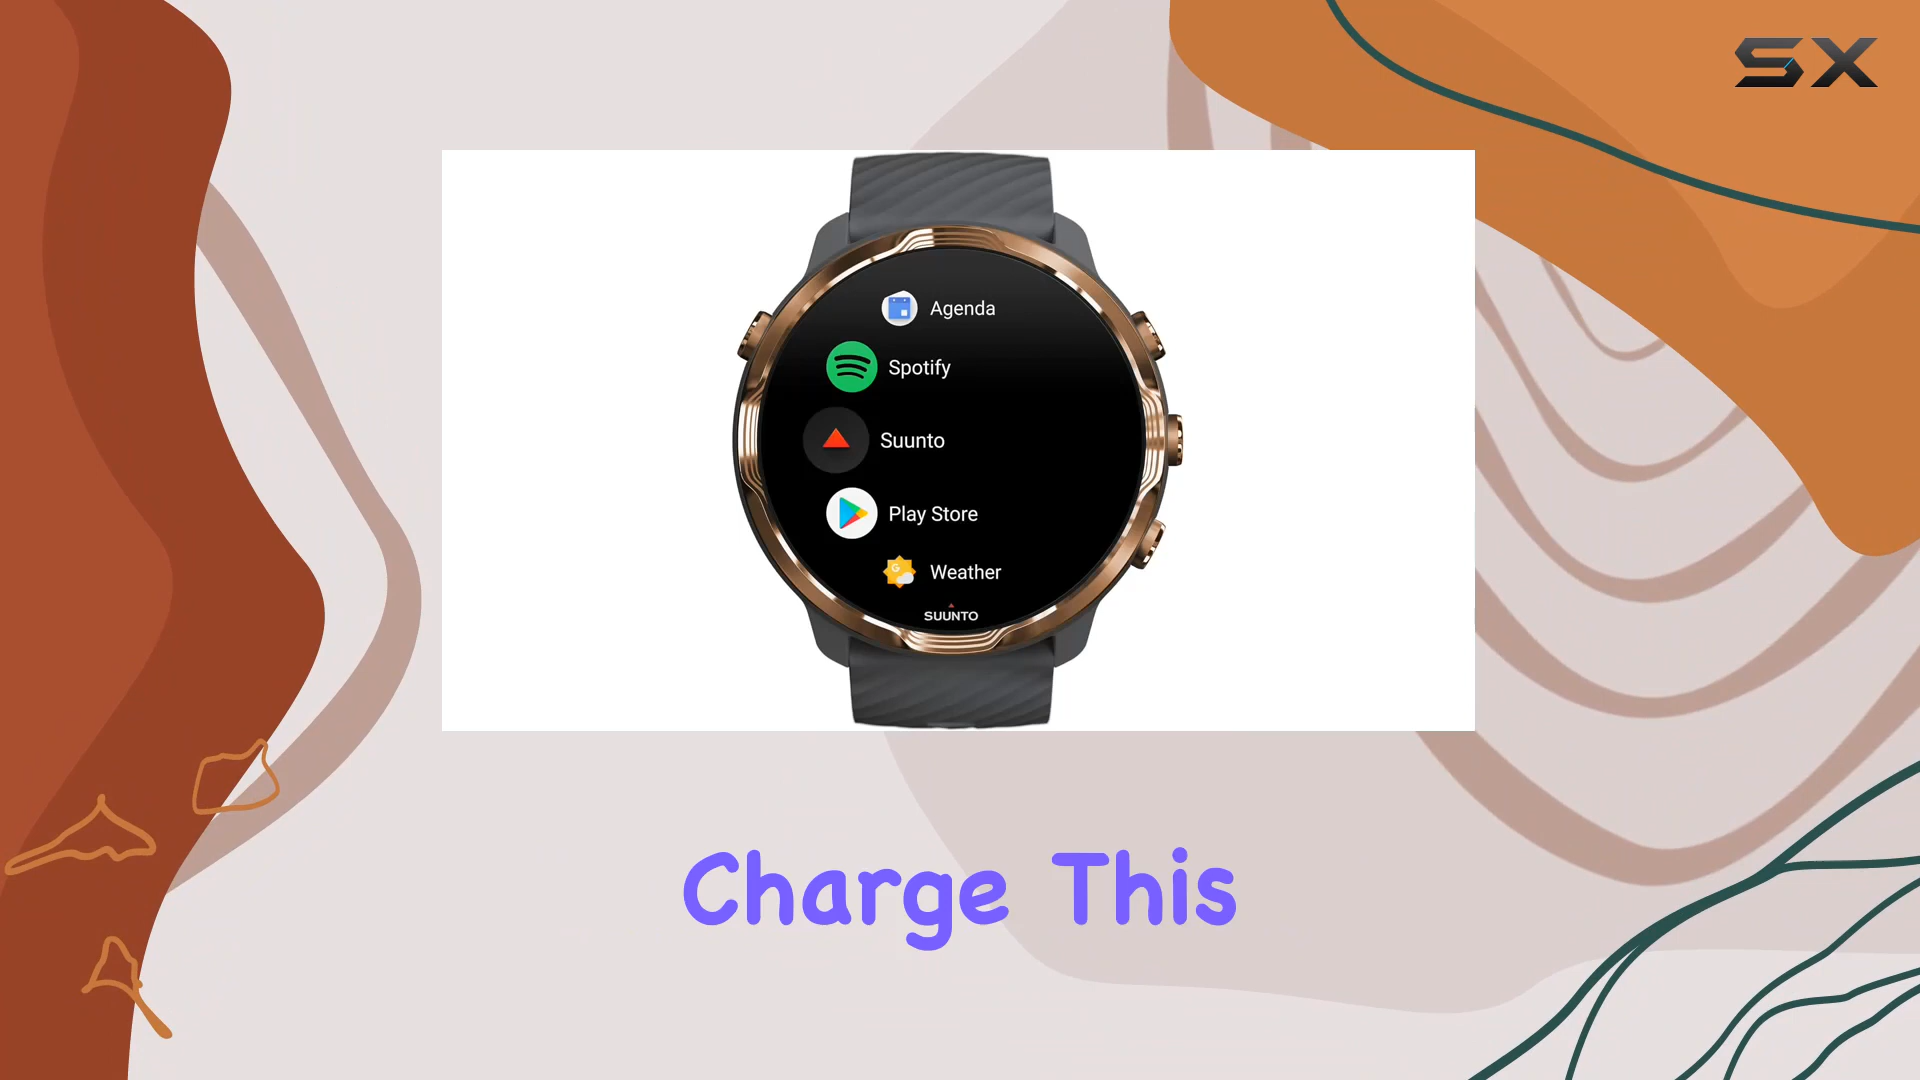 SX
Agenda
Spotify
Suunto
Play Store
G
Weather
SUUNTO
Charge This